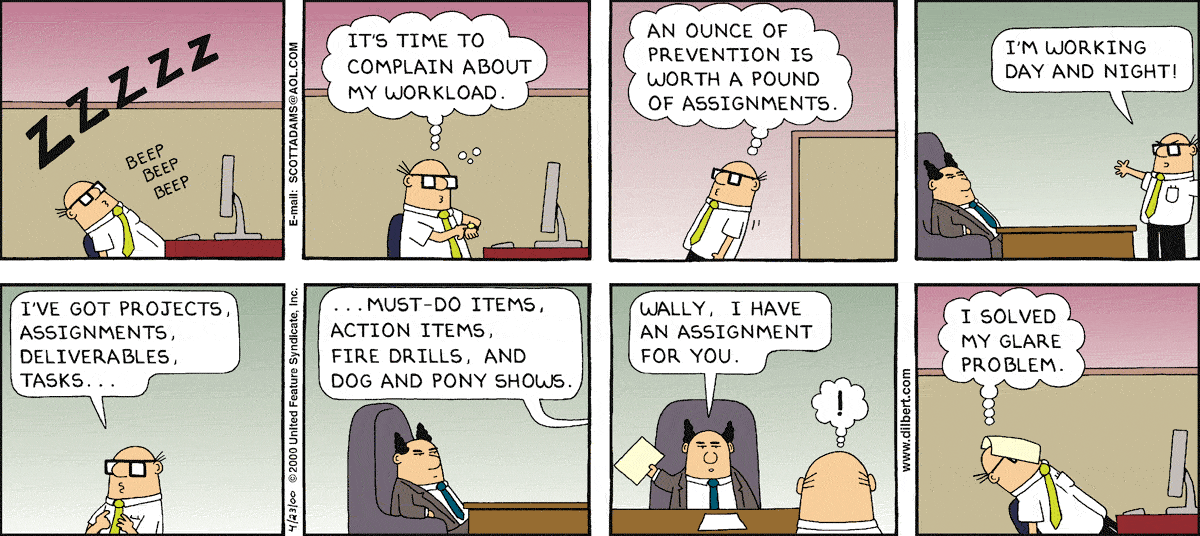 ZZZZZ
BEEP
BEEP
BEEP
E-mail: SCOTTADAMS@AOL.COM
IT'S TIME TO
COMPLAIN ABOUT
MY WORKLOAD.
AN OUNCE OF
PREVENTION IS
WORTH A POUND
OF ASSIGNMENTS.
I'M WORKING
DAY AND NIGHT!
I'VE GOT PROJECTS,
ASSIGNMENTS,
DELIVERABLES,
TASKS...
4/23/00 ©2000 United Feature Syndicate, Inc.
...MUST-DO ITEMS,
ACTION ITEMS,
FIRE DRILLS, AND
DOG AND PONY SHOWS.
WALLY, I HAVE
AN ASSIGNMENT
FOR YOU.
!
www.dilbert.com
I SOLVED
MY GLARE
PROBLEM.